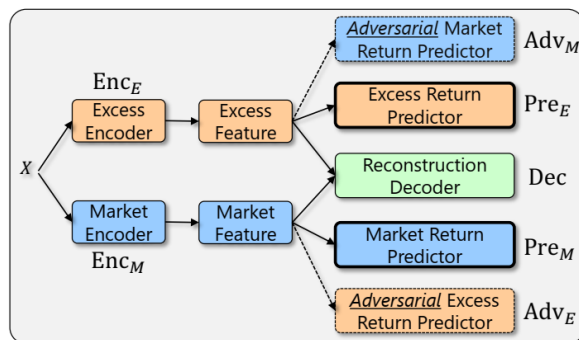 Adversarial Market
Return Predictor
Adv_M
Enc_E
Excess
Encoder
Excess
Feature
Excess Return
Predictor
Pre_E
X
Reconstruction
Decoder
Dec
Market
Encoder
Enc_M
Market
Feature
Market Return
Predictor
Pre_M
Adversarial Excess
Return Predictor
Adv_E